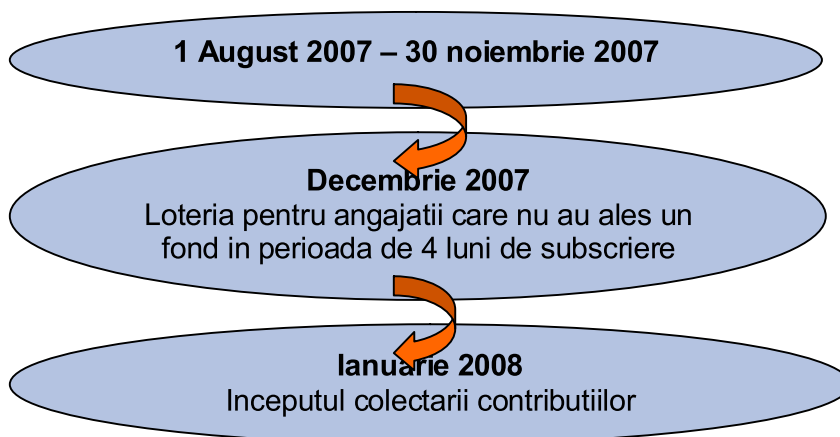 1 August 2007 – 30 noiembrie 2007
Decembrie 2007
Loteria pentru angajatii care nu au ales un
fond in perioada de 4 luni de subscriere
Ianuarie 2008
Inceputul colectarii contributiilor